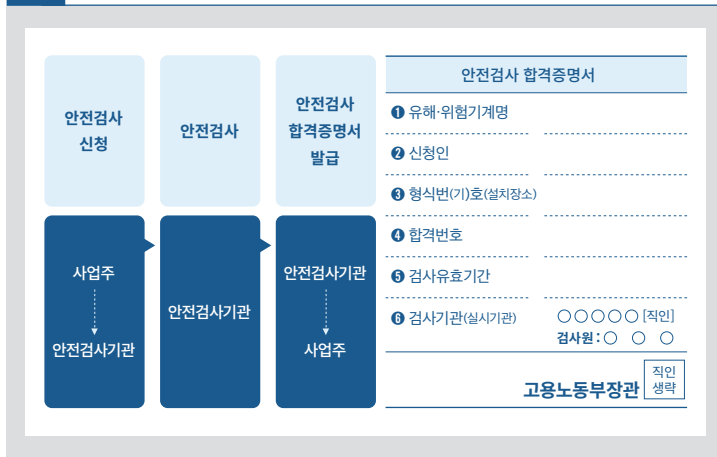 안전검사
신청
안전검사
안전검사
합격증명서
발급
사업주
안전검사기관
안전검사기관
안전검사기관
사업주
안전검사 합격증명서
❶ 유해·위험기계명
❷ 신청인
❸ 형식번(기)호(설치장소)
❹ 합격번호
❺ 검사유효기간
❻ 검사기관(실시기관) ○○○○○ [직인]
검사원 : ○ ○ ○
고용노동부장관
직인
생략